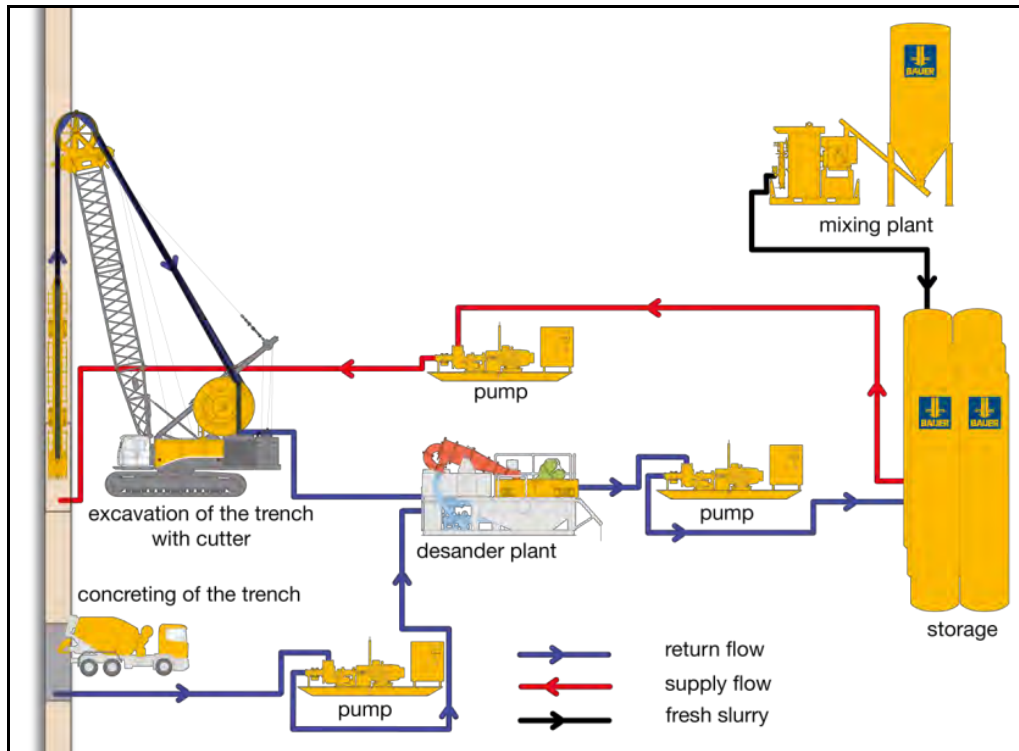 BAUER
mixing plant
pump
BAUER
BAUER
excavation of the trench
with cutter
desander plant
pump
concreting of the trench
storage
return flow
supply flow
pump
fresh slurry